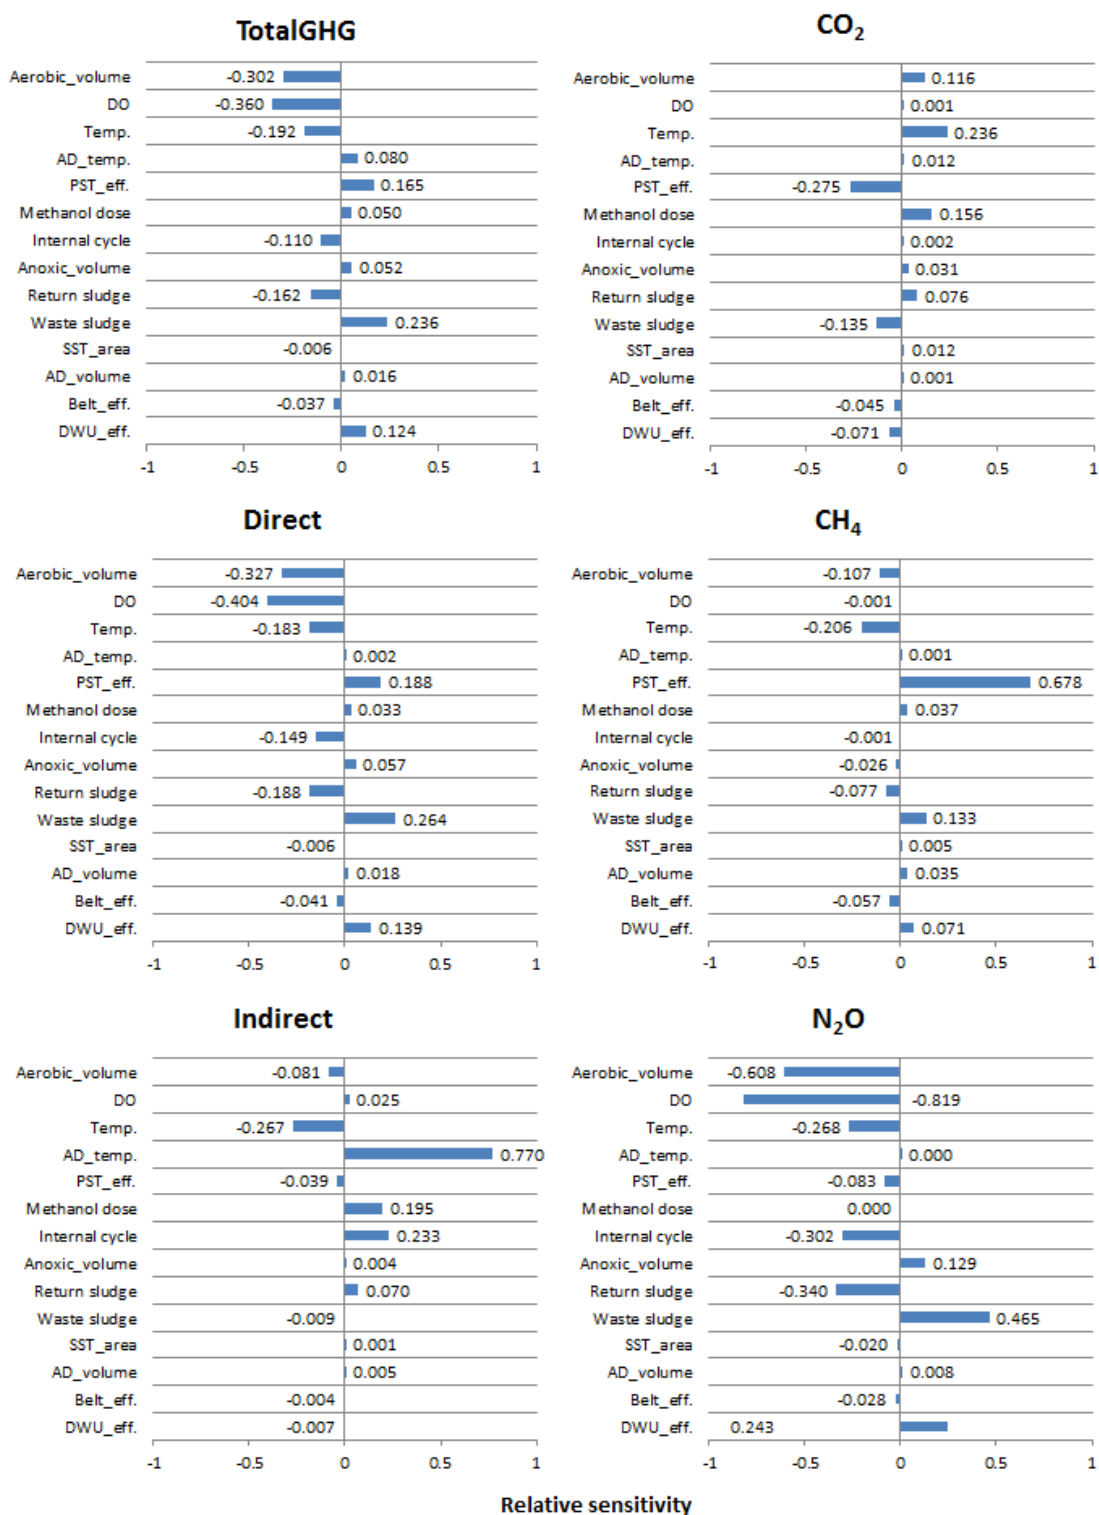 TotalGHG
Aerobic_volume -0.302
DO -0.360
Temp. -0.192
AD_temp. 0.080
PST_eff. 0.165
Methanol dose 0.050
Internal cycle -0.110
Anoxic_volume 0.052
Return sludge -0.162
Waste sludge 0.236
SST_area -0.006
AD_volume 0.016
Belt_eff. -0.037
DWU_eff. 0.124
-1 -0.5 0 0.5 1
CO2
Aerobic_volume 0.116
DO 0.001
Temp. 0.236
AD_temp. 0.012
PST_eff. -0.275
Methanol dose 0.156
Internal cycle 0.002
Anoxic_volume 0.031
Return sludge 0.076
Waste sludge -0.135
SST_area 0.012
AD_volume 0.001
Belt_eff. -0.045
DWU_eff. -0.071
-1 -0.5 0 0.5 1
Direct
Aerobic_volume -0.327
DO -0.404
Temp. -0.183
AD_temp. 0.002
PST_eff. 0.188
Methanol dose 0.033
Internal cycle -0.149
Anoxic_volume 0.057
Return sludge -0.188
Waste sludge 0.264
SST_area -0.006
AD_volume 0.018
Belt_eff. -0.041
DWU_eff. 0.139
-1 -0.5 0 0.5 1
CH4
Aerobic_volume -0.107
DO -0.001
Temp. -0.206
AD_temp. 0.001
PST_eff. 0.678
Methanol dose 0.037
Internal cycle -0.001
Anoxic_volume -0.026
Return sludge -0.077
Waste sludge 0.133
SST_area 0.005
AD_volume 0.035
Belt_eff. -0.057
DWU_eff. 0.071
-1 -0.5 0 0.5 1
Indirect
Aerobic_volume -0.081
DO 0.025
Temp. -0.267
AD_temp. 0.770
PST_eff. -0.039
Methanol dose 0.195
Internal cycle 0.233
Anoxic_volume 0.004
Return sludge 0.070
Waste sludge -0.009
SST_area 0.001
AD_volume 0.005
Belt_eff. -0.004
DWU_eff. -0.007
-1 -0.5 0 0.5 1
N2O
Aerobic_volume -0.608
DO -0.819
Temp. -0.268
AD_temp. 0.000
PST_eff. -0.083
Methanol dose 0.000
Internal cycle -0.302
Anoxic_volume 0.129
Return sludge -0.340
Waste sludge 0.465
SST_area -0.020
AD_volume 0.008
Belt_eff. -0.028
DWU_eff. 0.243
-1 -0.5 0 0.5 1
Relative sensitivity